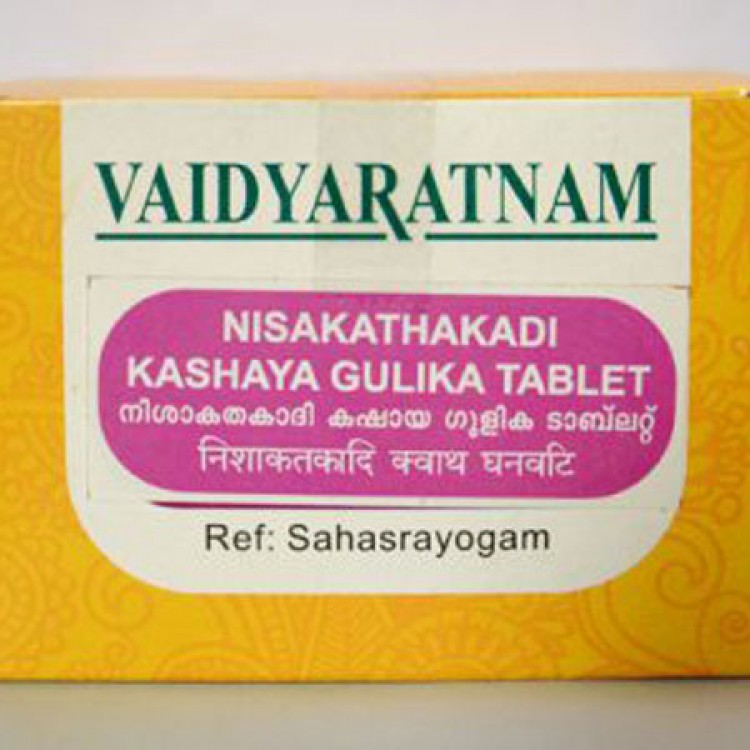 VAIDYARATNAM
NISAKATHAKADI
KASHAYA GULIKA TABLET
നിശാകതകാദി കഷായ ഗുളിക ടാബ്ലറ്റ്
निशाकतकादि क्वाथ घनवटि
Ref: Sahasrayogam